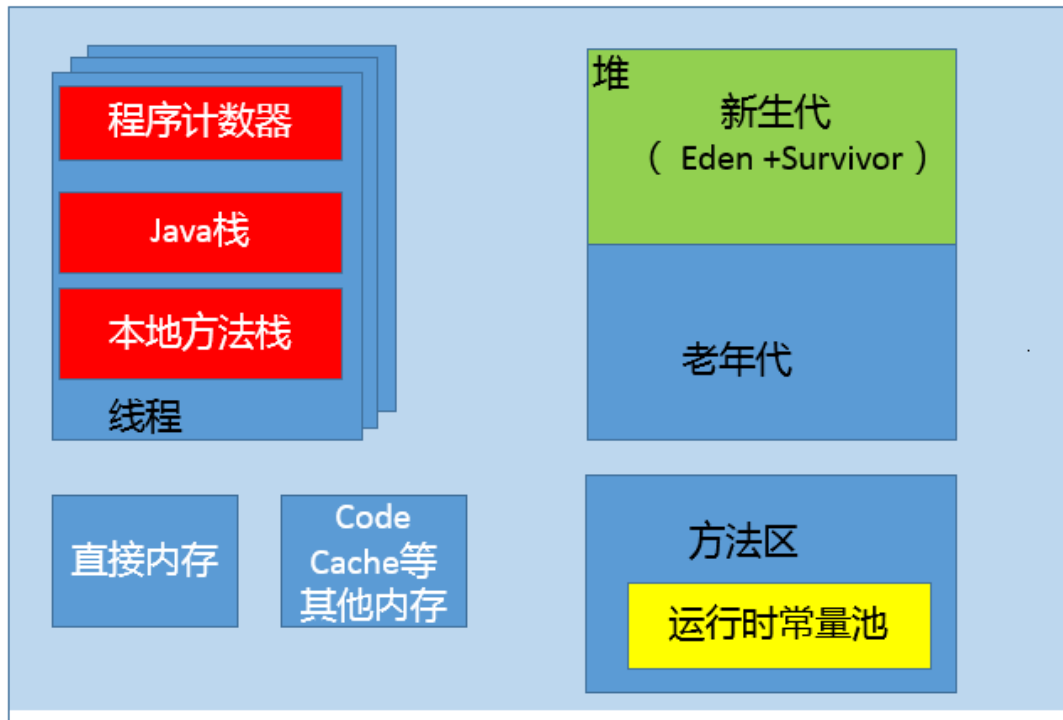 程序计数器
Java栈
本地方法栈
线程
堆
新生代
（ Eden +Survivor ）
老年代
直接内存
Code
Cache等
其他内存
方法区
运行时常量池